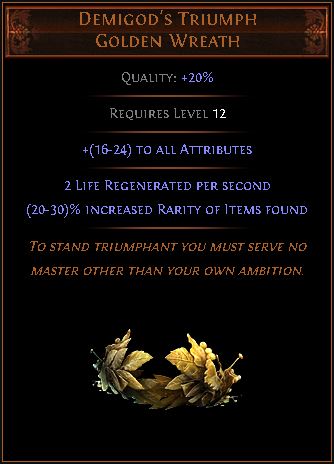 Demigod's Triumph
Golden Wreath
Quality: +20%
Requires Level 12
+(16-24) to all Attributes
2 Life Regenerated per second
(20-30)% increased Rarity of Items found
To stand triumphant you must serve no
master other than your own ambition.